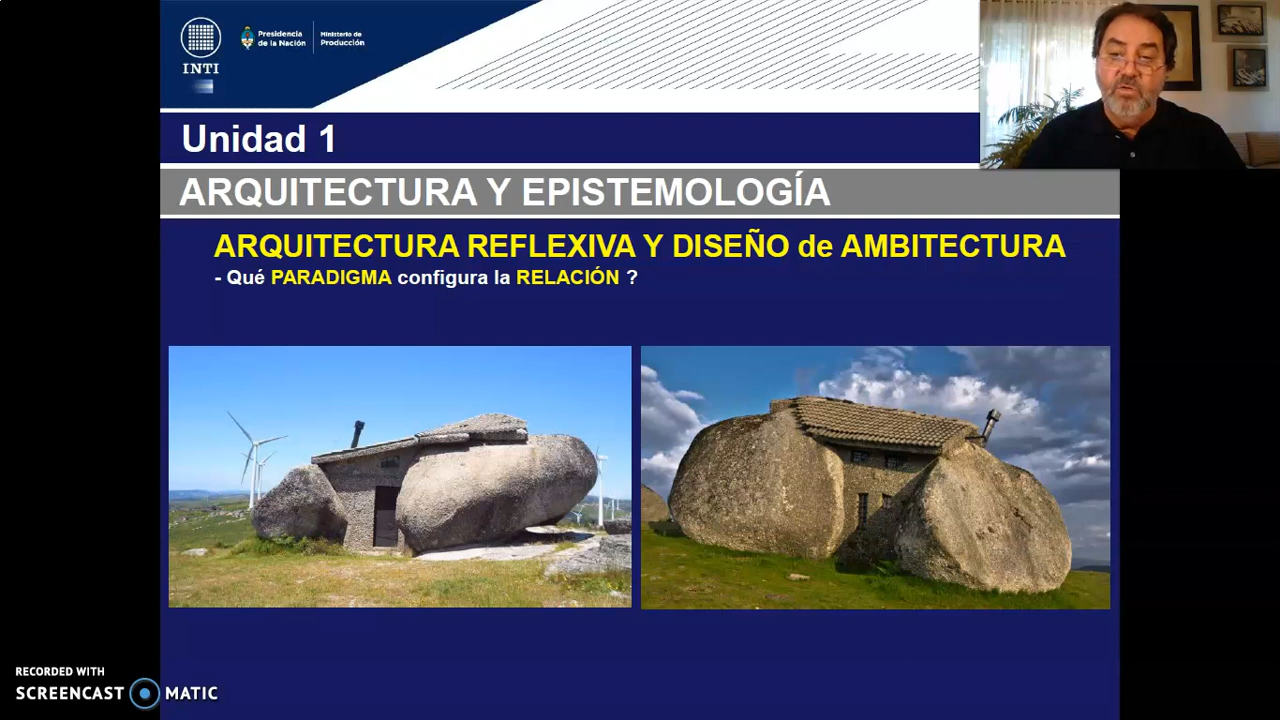 INTI
Presidencia
de la Nación
Ministerio de
Producción
Unidad 1
ARQUITECTURA Y EPISTEMOLOGÍA
ARQUITECTURA REFLEXIVA Y DISEÑO de AMBITECTURA
- Qué PARADIGMA configura la RELACIÓN ?
RECORDED WITH
SCREENCAST MATIC